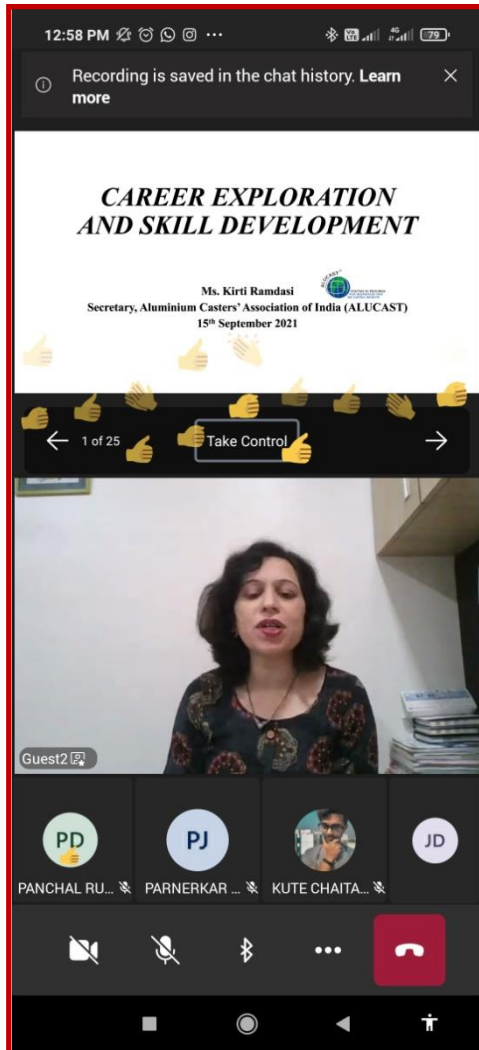 12:58 PM
79
Recording is saved in the chat history. Learn
more
CAREER EXPLORATION
AND SKILL DEVELOPMENT
Ms. Kirti Ramdasi
ALUCAST
Secretary, Aluminium Casters' Association of India (ALUCAST)
15th September 2021
1 of 25
Take Control
Guest2
PD
PJ
JD
PANCHAL RU...
PARNERKAR ...
KUTE CHAITA...